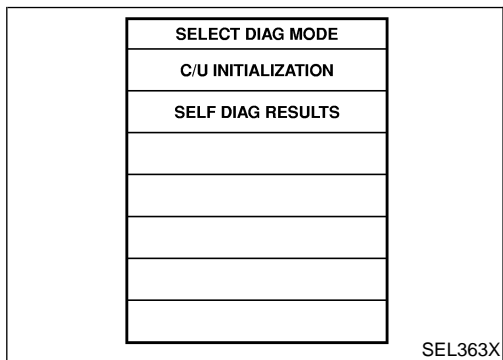 SELECT DIAG MODE
C/U INITIALIZATION
SELF DIAG RESULTS
SEL363X